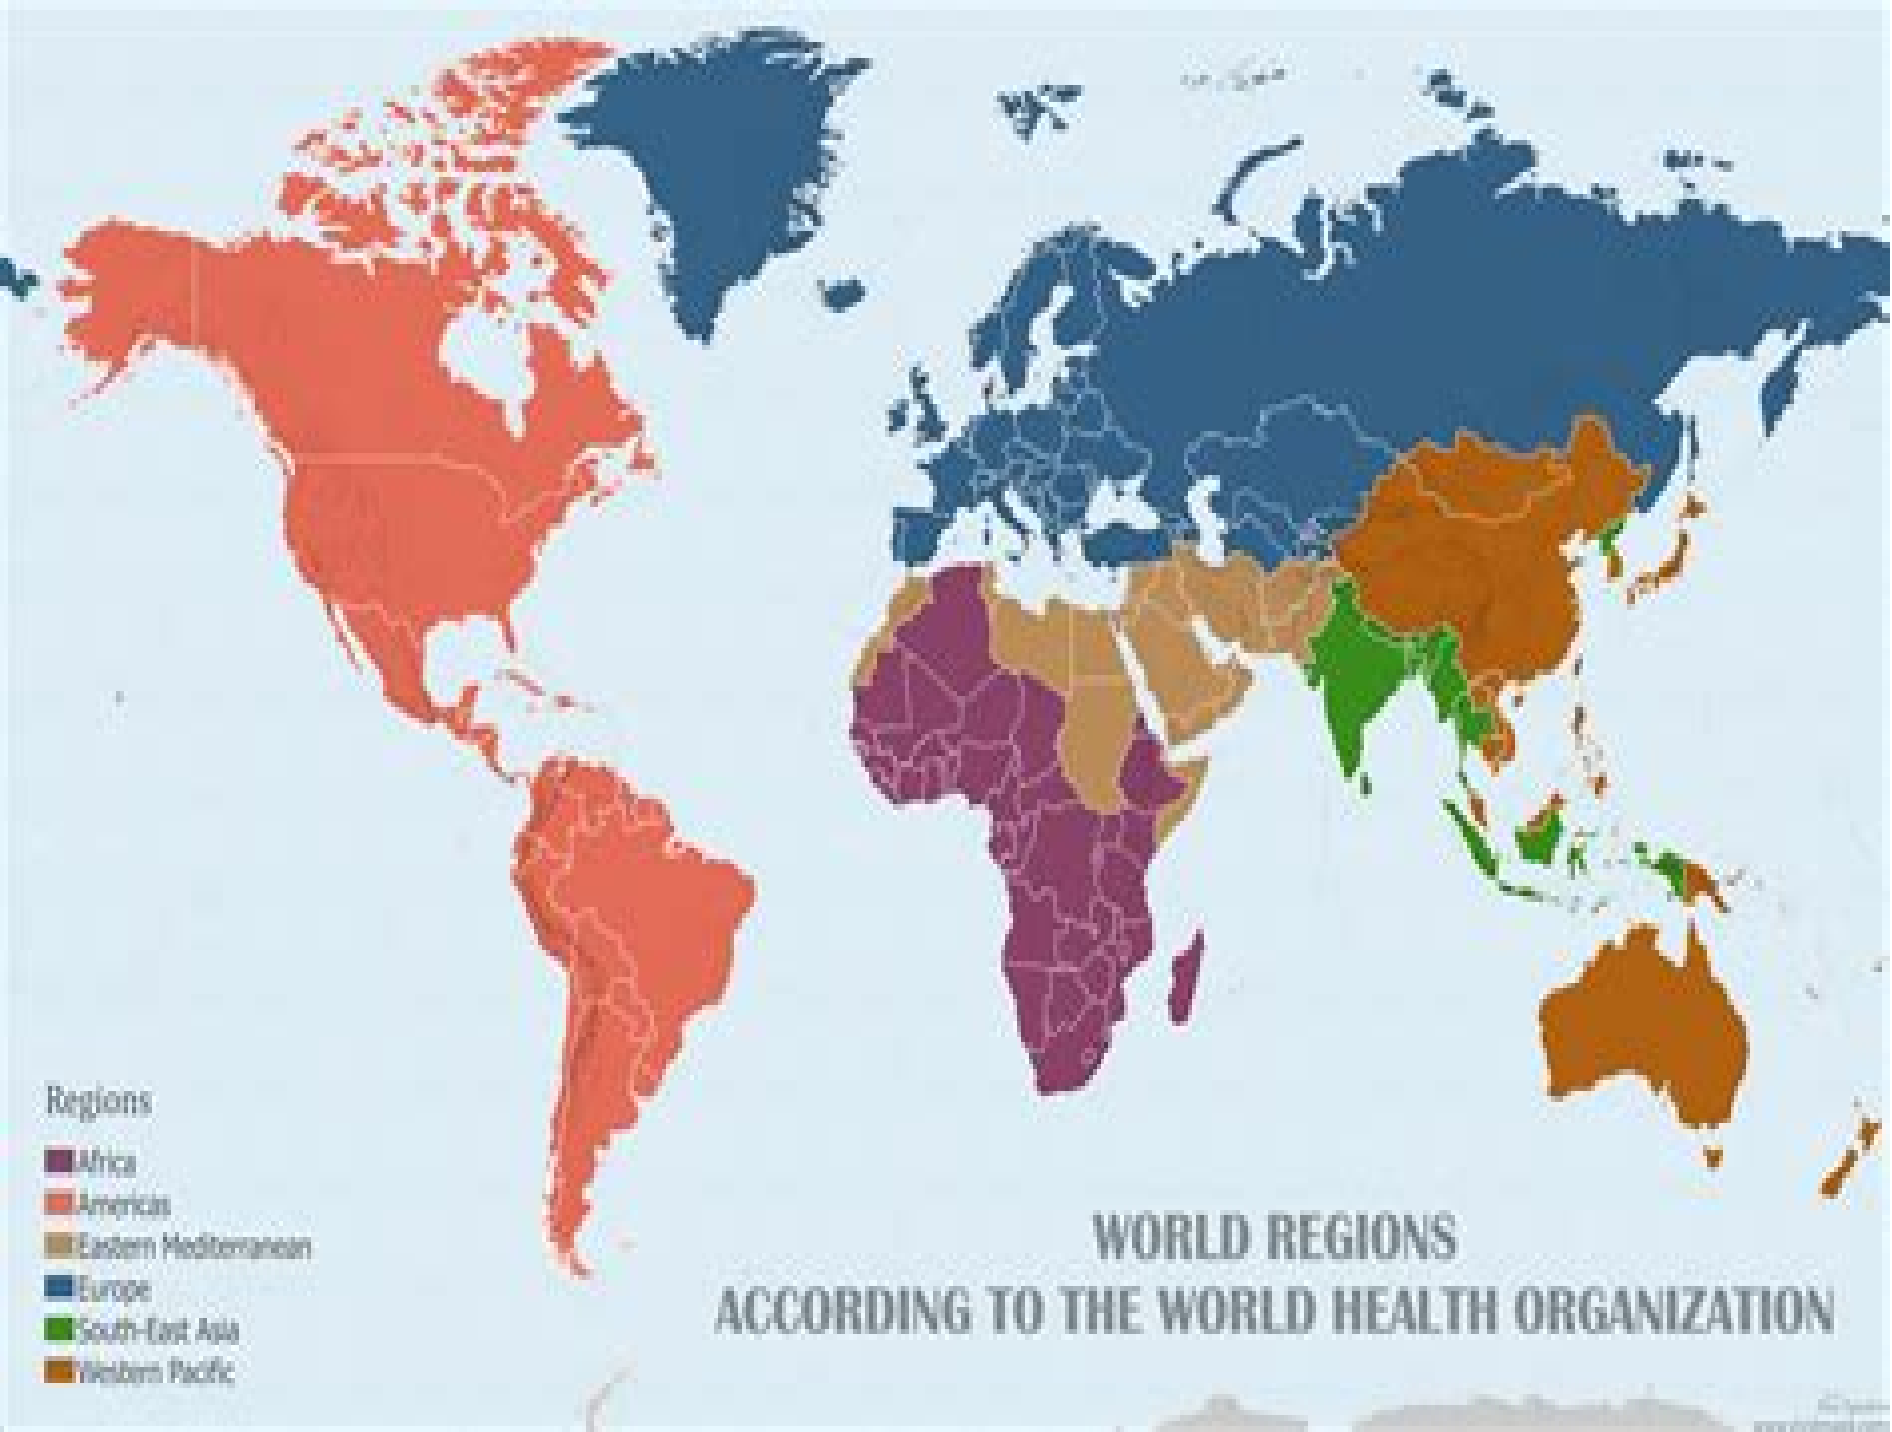 Regions
Africa
Americas
Eastern Mediterranean
Europe
South-East Asia
Western Pacific
WORLD REGIONS
ACCORDING TO THE WORLD HEALTH ORGANIZATION